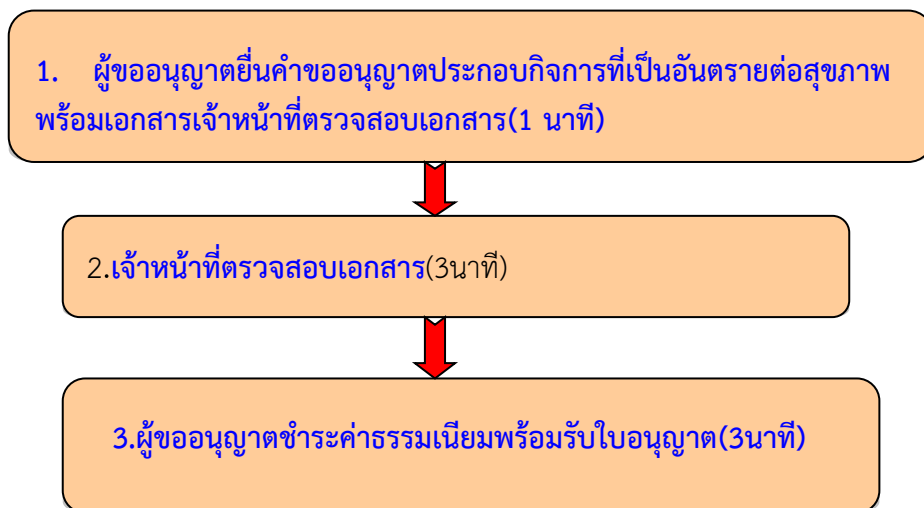 1. ผู้ขออนุญาตยื่นคำขออนุญาตประกอบกิจการที่เป็นอันตรายต่อสุขภาพ
พร้อมเอกสารเจ้าหน้าที่ตรวจสอบเอกสาร(1 นาที)
2.เจ้าหน้าที่ตรวจสอบเอกสาร(3นาที)
3.ผู้ขออนุญาตชำระค่าธรรมเนียมพร้อมรับใบอนุญาต(3นาที)